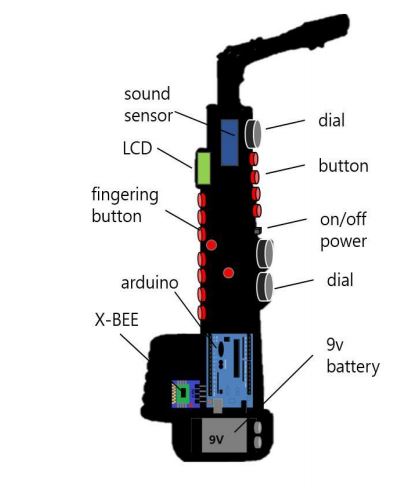 sound
sensor
dial
LCD
button
fingering
button
on/off
power
arduino
dial
X-BEE
9v
battery
9V